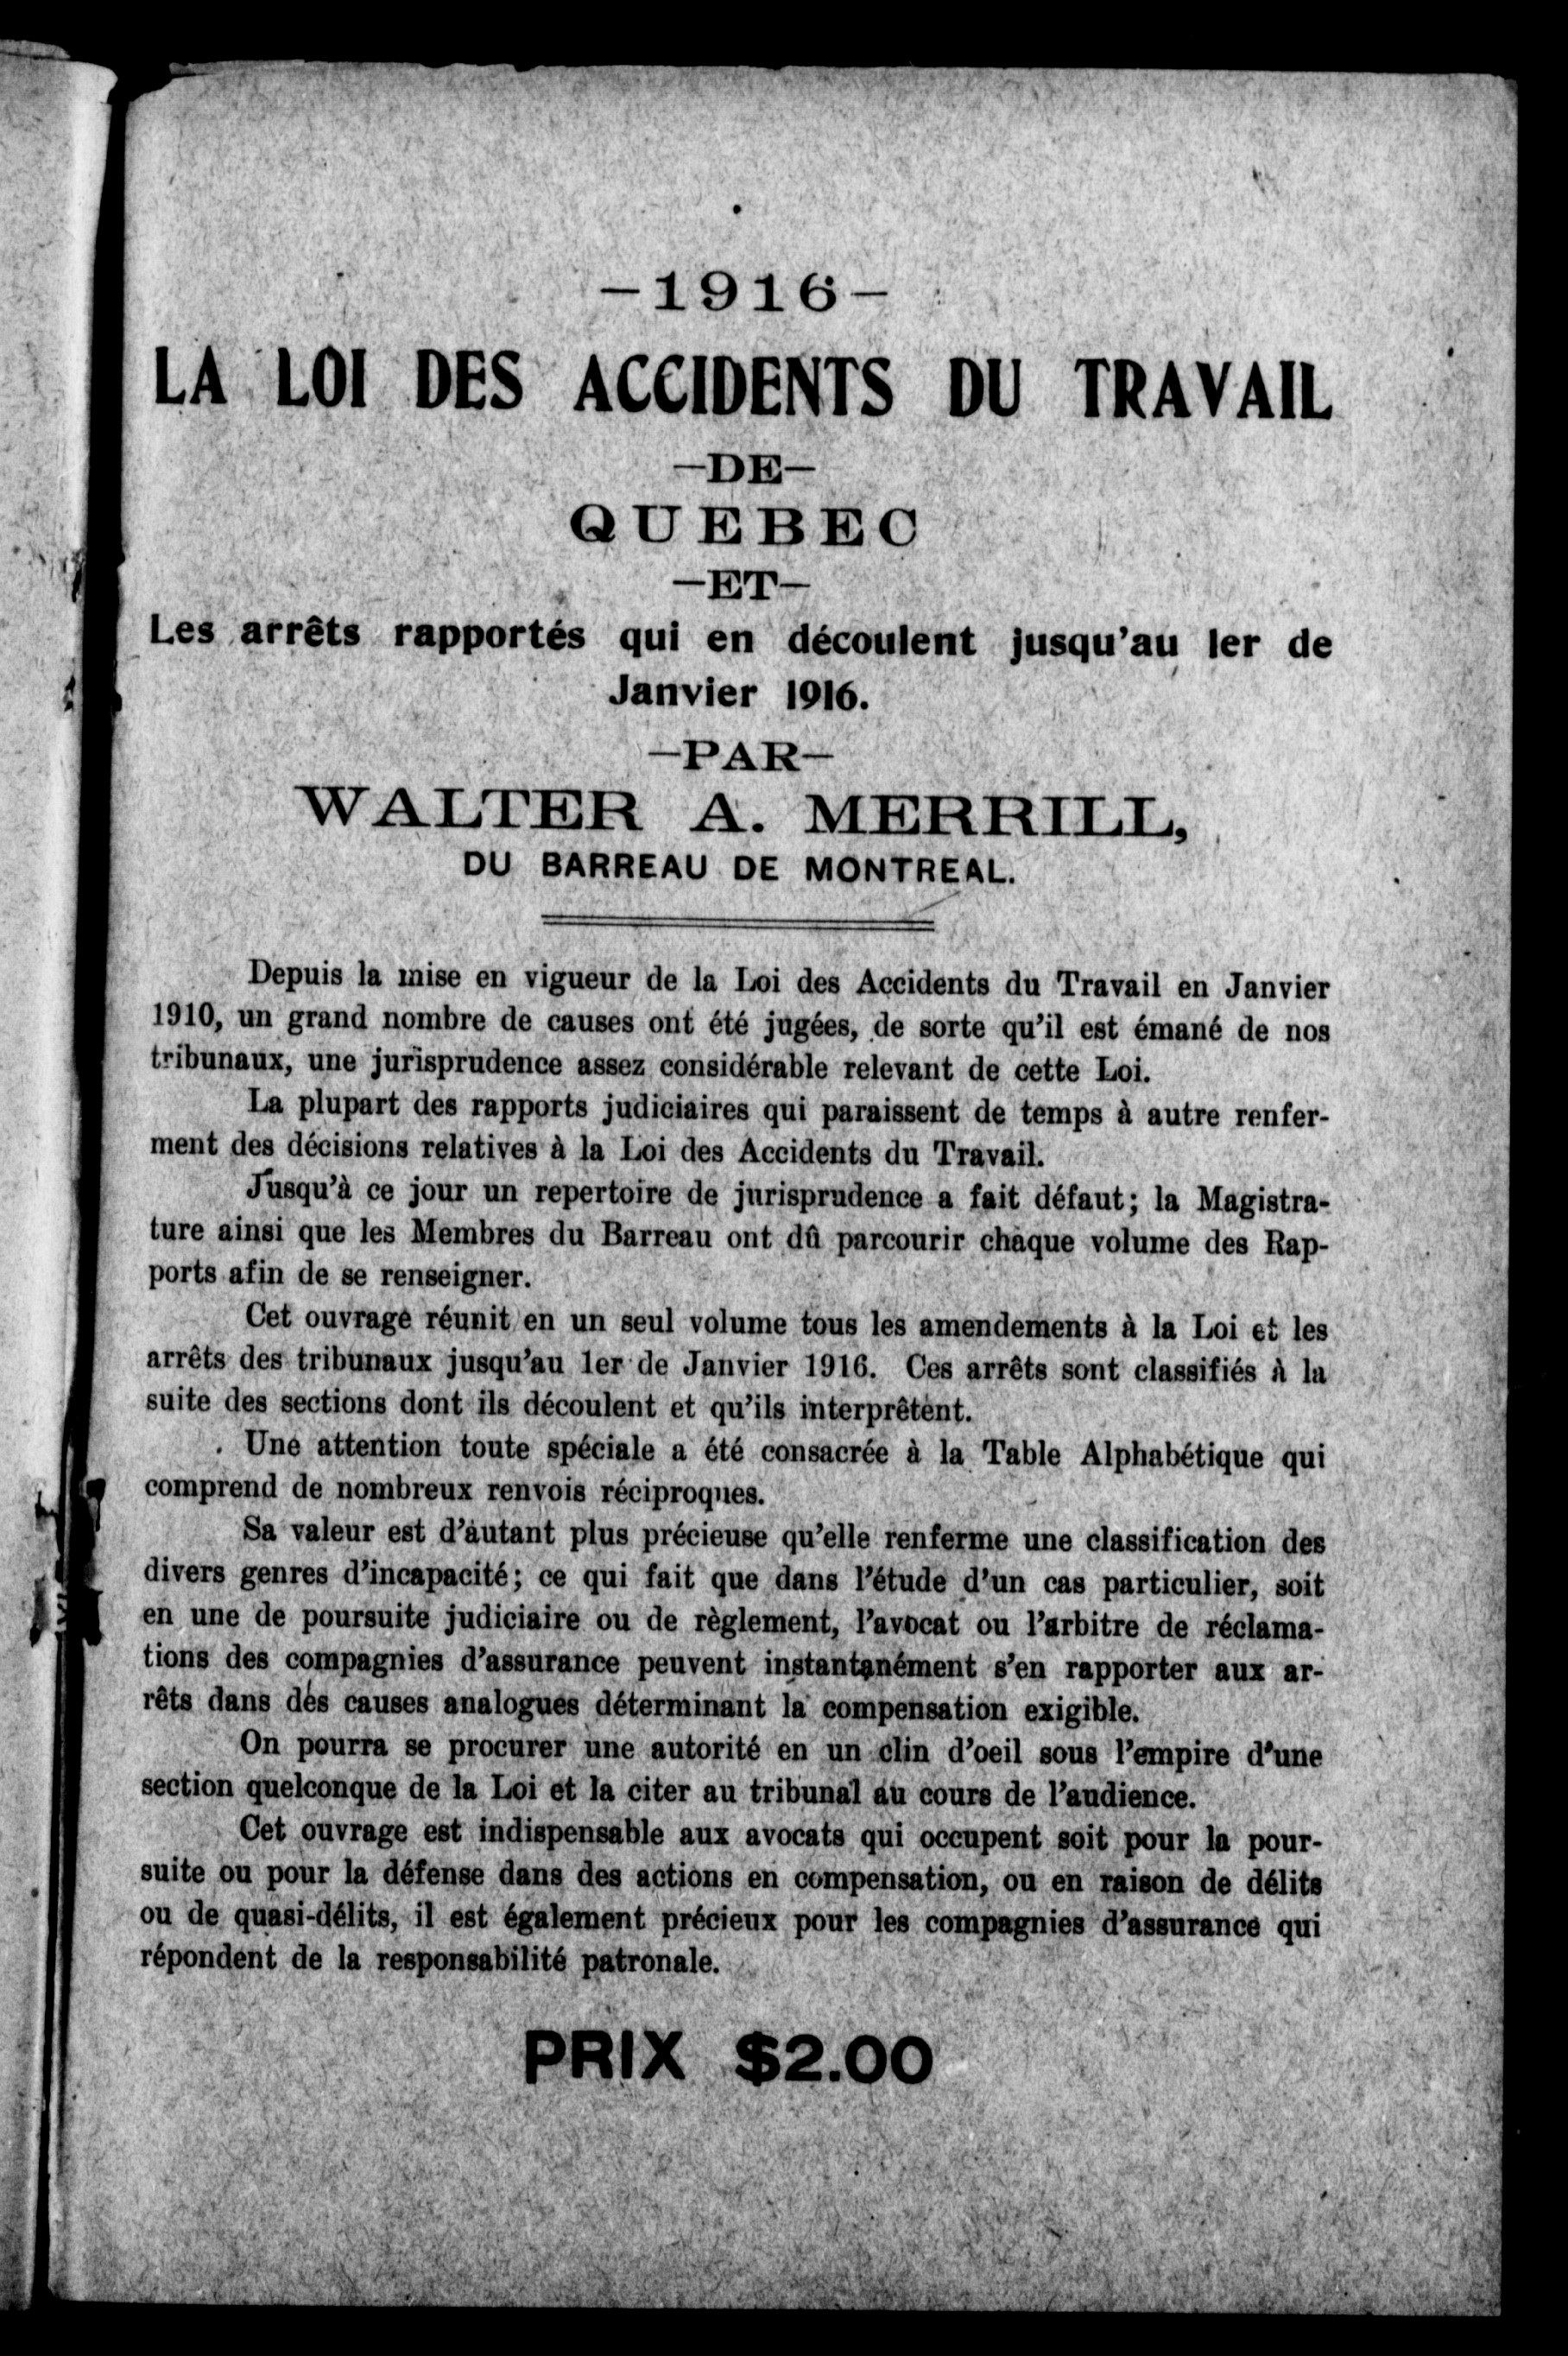 —1916—
LA LOI DES ACCIDENTS DU TRAVAIL
—DE—
QUEBEC
—ET—
Les arrêts rapportés qui en découlent jusqu'au 1er de
Janvier 1916.
—PAR—
WALTER A. MERRILL,
DU BARREAU DE MONTREAL.
Depuis la mise en vigueur de la Loi des Accidents du Travail en Janvier
1910, un grand nombre de causes ont été jugées, de sorte qu'il est émané de nos
tribunaux, une jurisprudence assez considérable relevant de cette Loi.
La plupart des rapports judiciaires qui paraissent de temps à autre renfer-
ment des décisions relatives à la Loi des Accidents du Travail.
Jusqu'à ce jour un repertoire de jurisprudence a fait défaut; la Magistra-
ture ainsi que les Membres du Barreau ont dû parcourir chaque volume des Rap-
ports afin de se renseigner.
Cet ouvrage réunit en un seul volume tous les amendements à la Loi et les
arrêts des tribunaux jusqu'au 1er de Janvier 1916. Ces arrêts sont classifiés à la
suite des sections dont ils découlent et qu'ils interprêtent.
Une attention toute spéciale a été consacrée à la Table Alphabétique qui
comprend de nombreux renvois réciproques.
Sa valeur est d'autant plus précieuse qu'elle renferme une classification des
divers genres d'incapacité; ce qui fait que dans l'étude d'un cas particulier, soit
en une de poursuite judiciaire ou de règlement, l'avocat ou l'arbitre de réclama-
tions des compagnies d'assurance peuvent instantanément s'en rapporter aux ar-
rêts dans des causes analogues déterminant la compensation exigible.
On pourra se procurer une autorité en un clin d'oeil sous l'empire d'une
section quelconque de la Loi et la citer au tribunal au cours de l'audience.
Cet ouvrage est indispensable aux avocats qui occupent soit pour la pour-
suite ou pour la défense dans des actions en compensation, ou en raison de délits
ou de quasi-délits, il est également précieux pour les compagnies d'assurance qui
répondent de la responsabilité patronale.
PRIX $2.00